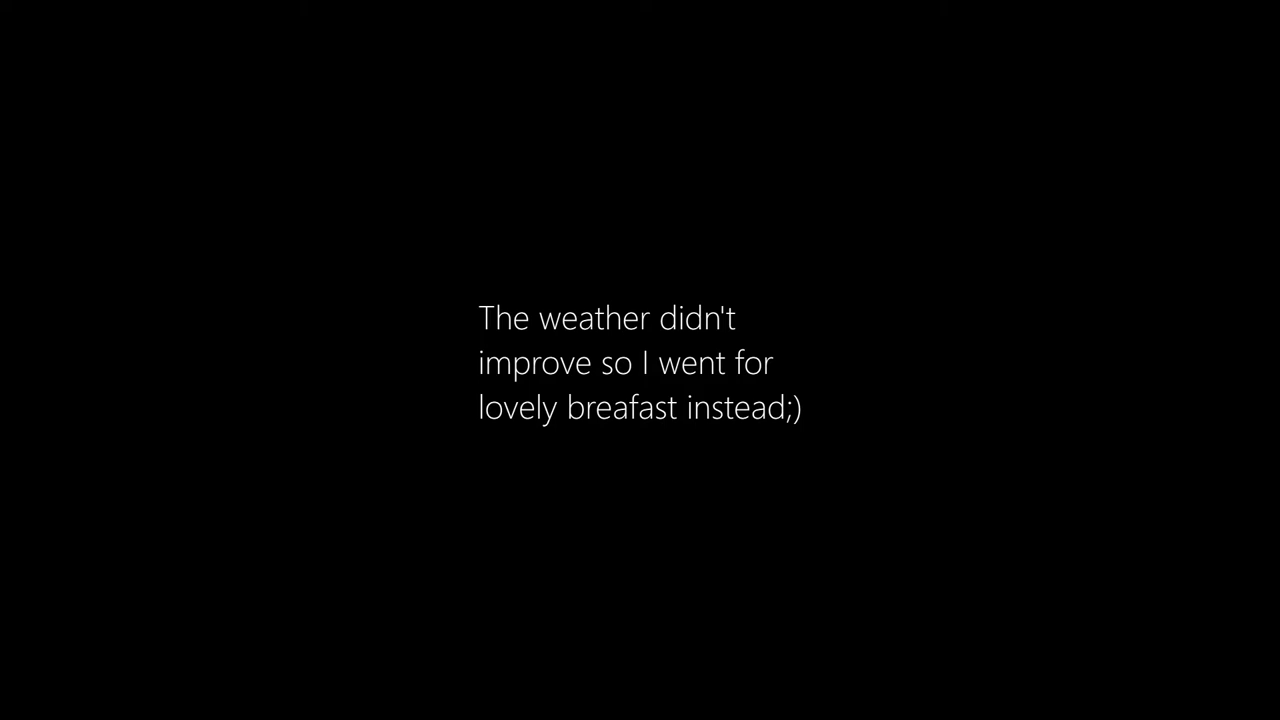 The weather didn't
improve so I went for
lovely breafast instead;)